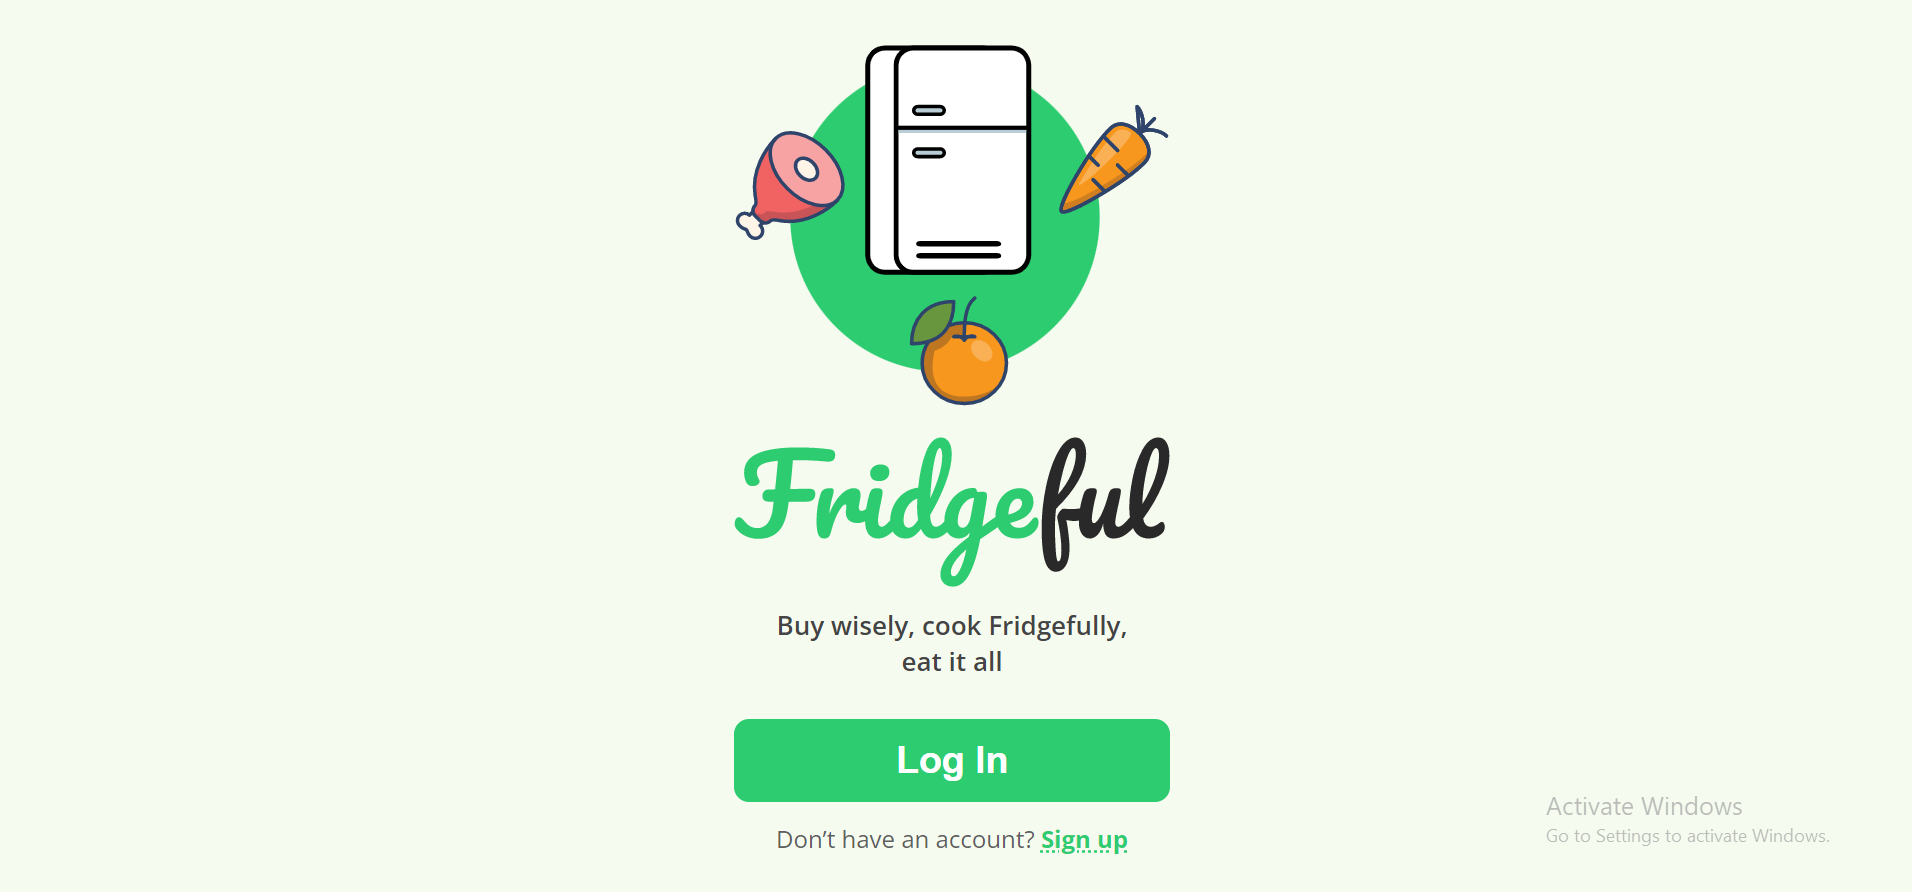 Fridgeful
Buy wisely, cook Fridgefully,
eat it all
Log In
Don’t have an account? Sign up
Activate Windows
Go to Settings to activate Windows.